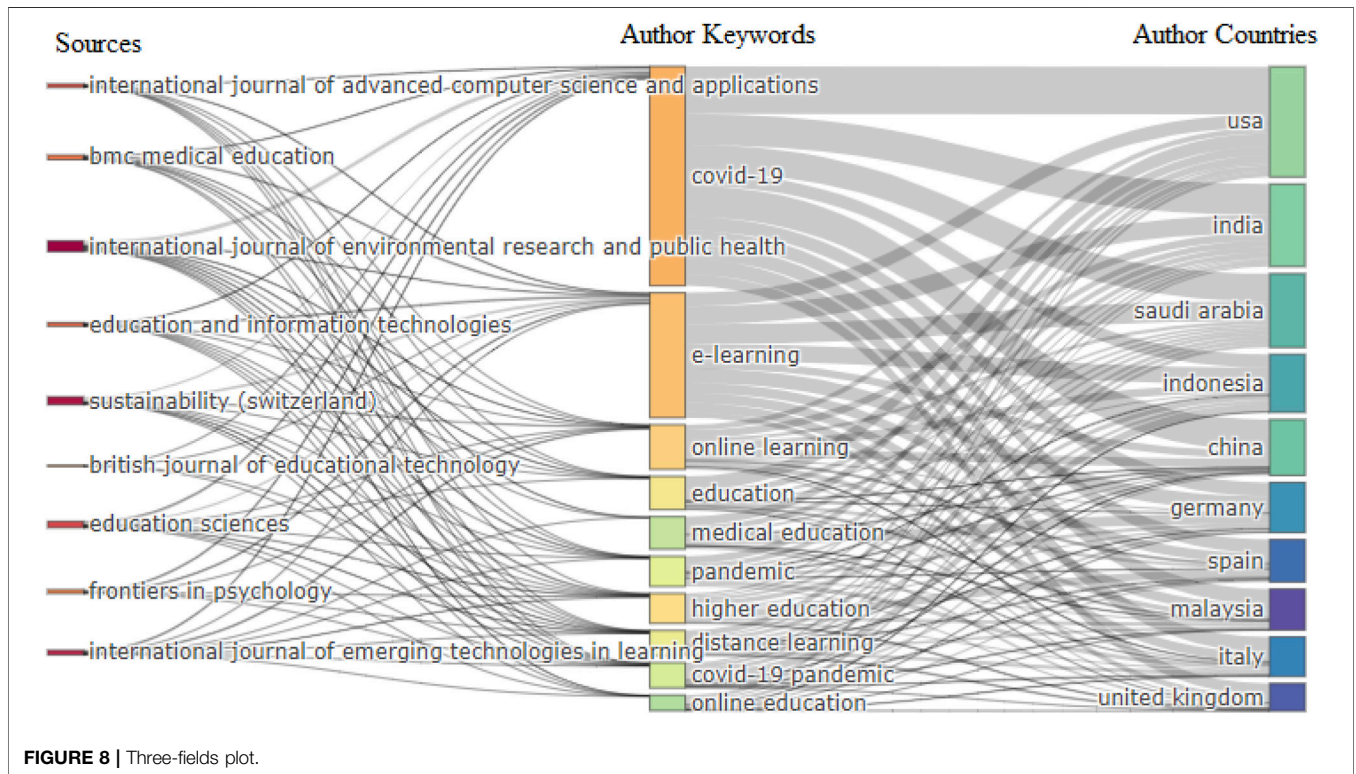 Sources
Author Keywords
Author Countries
international journal of advanced computer science and applications
bmc medical education
international journal of environmental research and public health
education and information technologies
sustainability (switzerland)
british journal of educational technology
education sciences
frontiers in psychology
international journal of emerging technologies in learning
covid-19
e-learning
online learning
education
medical education
pandemic
higher education
distance learning
covid-19 pandemic
online education
usa
india
saudi arabia
indonesia
china
germany
spain
malaysia
italy
united kingdom
FIGURE 8 | Three-fields plot.